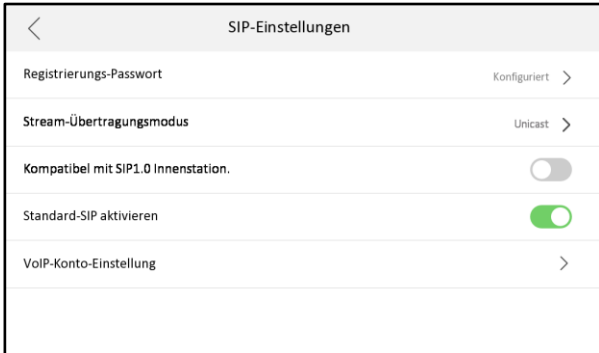 SIP-Einstellungen
Registrierungs-Passwort Konfiguriert
Stream-Übertragungsmodus Unicast
Kompatibel mit SIP1.0 Innenstation.
Standard-SIP aktivieren
VoIP-Konto-Einstellung